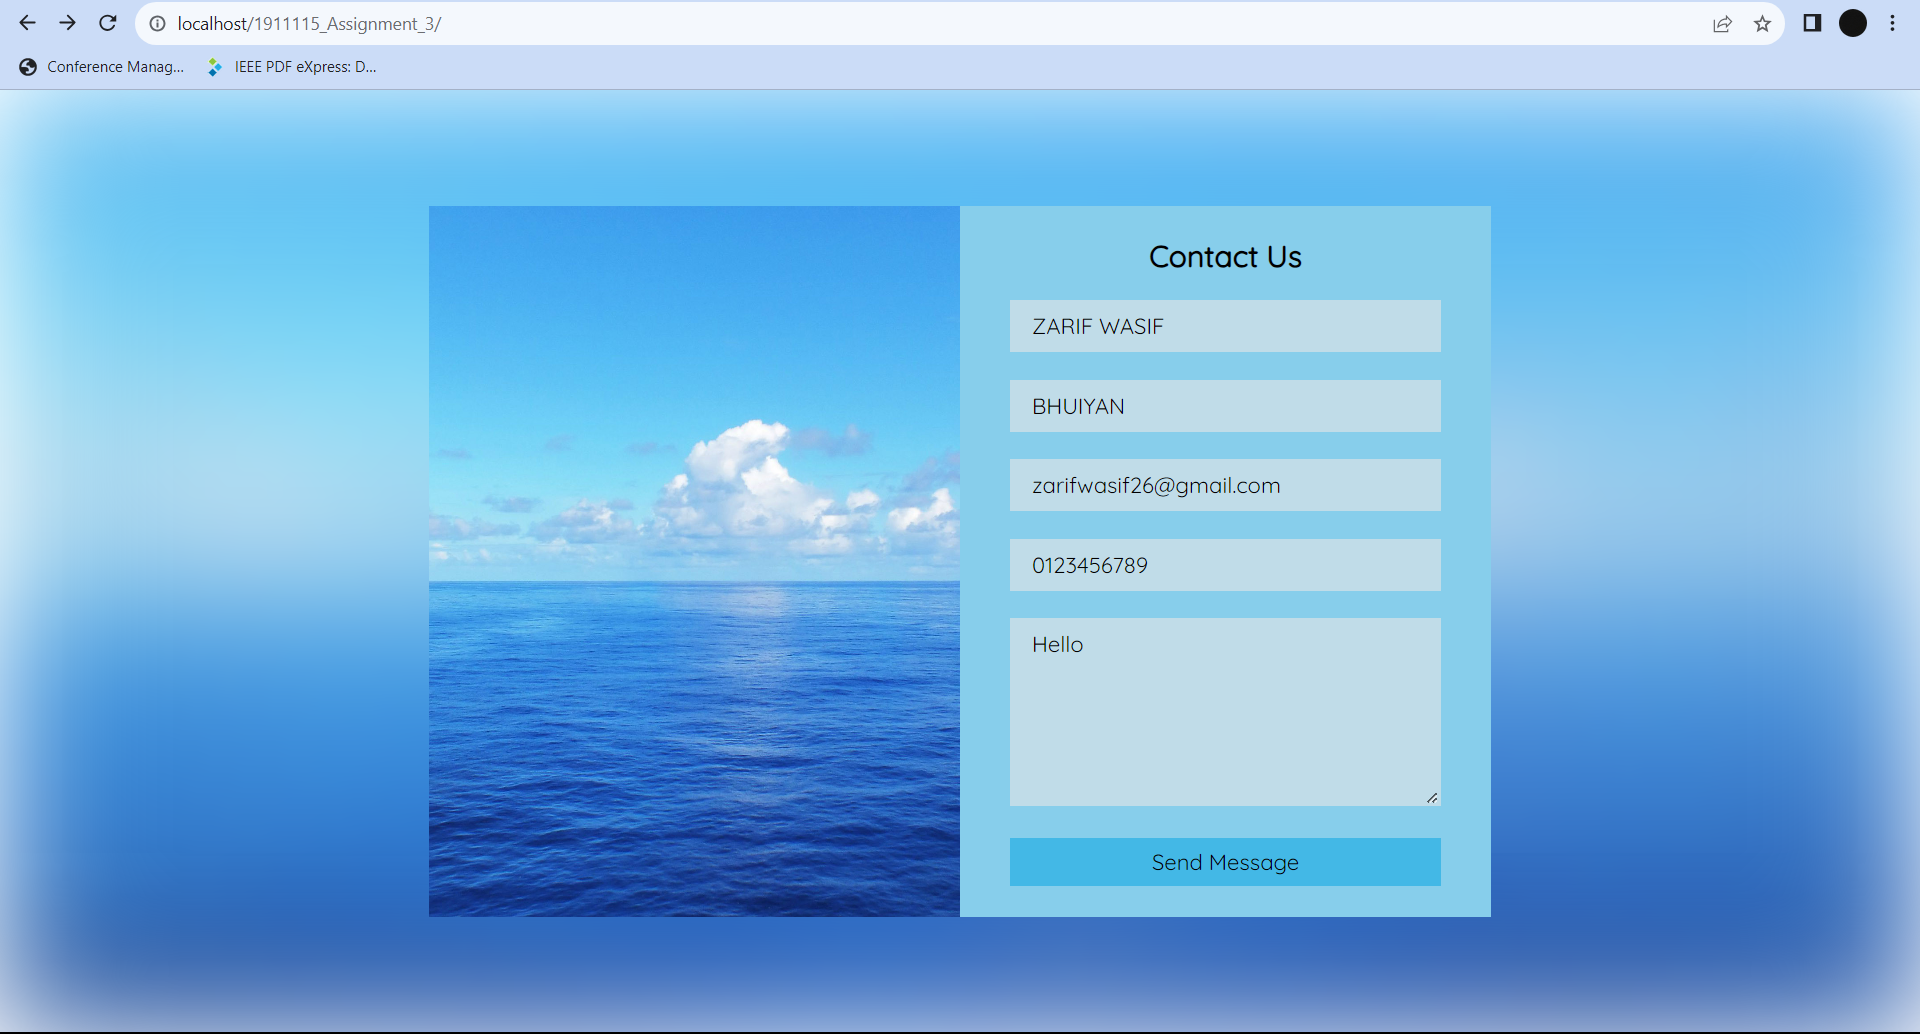 localhost/1911115_Assignment_3/
Conference Manag... IEEE PDF eXpress: D...
Contact Us
ZARIF WASIF
BHUIYAN
zarifwasif26@gmail.com
0123456789
Hello
Send Message